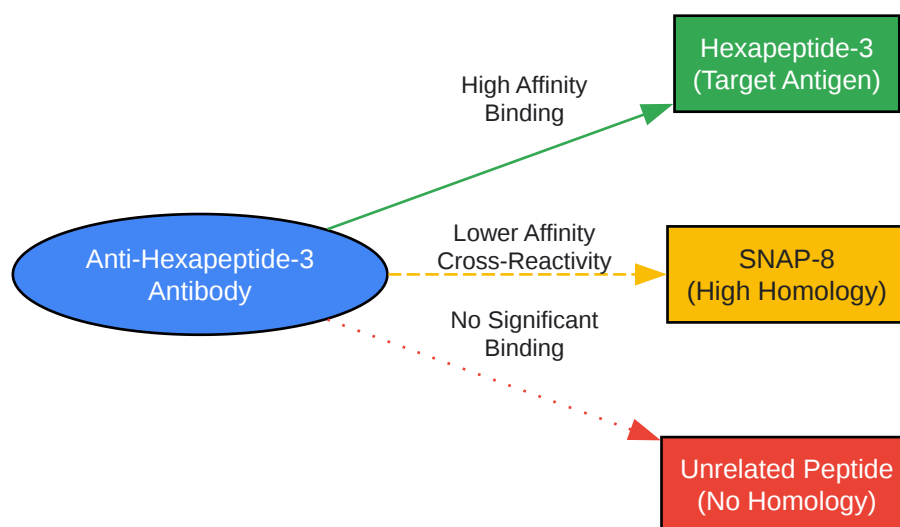 Hexapeptide-3
(Target Antigen)
High Affinity
Binding
Anti-Hexapeptide-3
Antibody
Lower Affinity
Cross-Reactivity
SNAP-8
(High Homology)
No Significant
Binding
Unrelated Peptide
(No Homology)